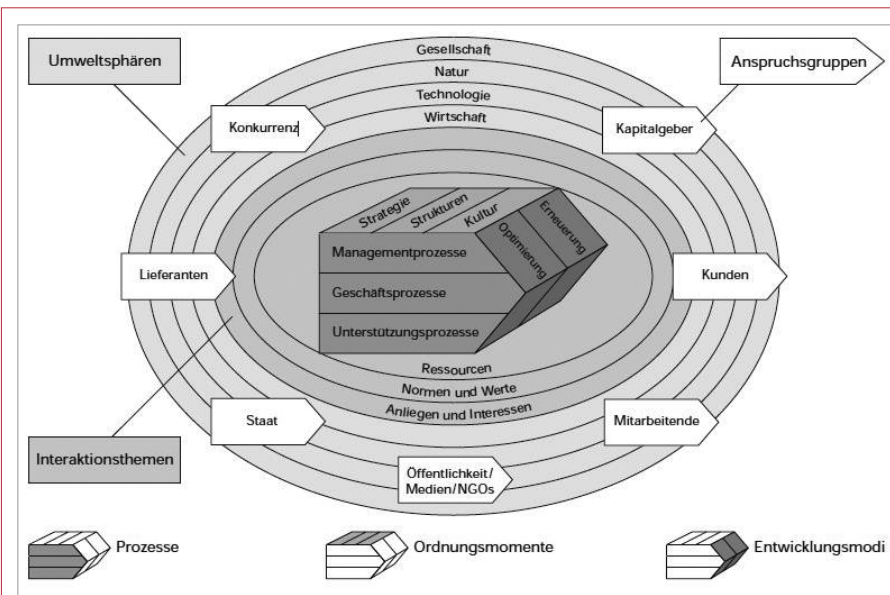 Umweltsphären
Gesellschaft
Anspruchsgruppen
Natur
Technologie
Konkurrenz
Wirtschaft
Kapitalgeber
Strategie
Strukturen
Kultur
Optimierung
Erneuerung
Managementprozesse
Lieferanten
Geschäftsprozesse
Kunden
Unterstützungsprozesse
Ressourcen
Normen und Werte
Anliegen und Interessen
Staat
Mitarbeitende
Interaktionsthemen
Öffentlichkeit/
Medien/NGOs
Prozesse
Ordnungsmomente
Entwicklungsmodi